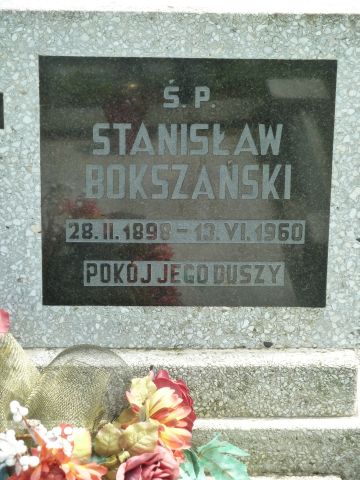 Ś. P.
STANISŁAW
BOKSZAŃSKI
28. II. 1898 – 13. VI. 1960
POKÓJ JEGO DUSZY